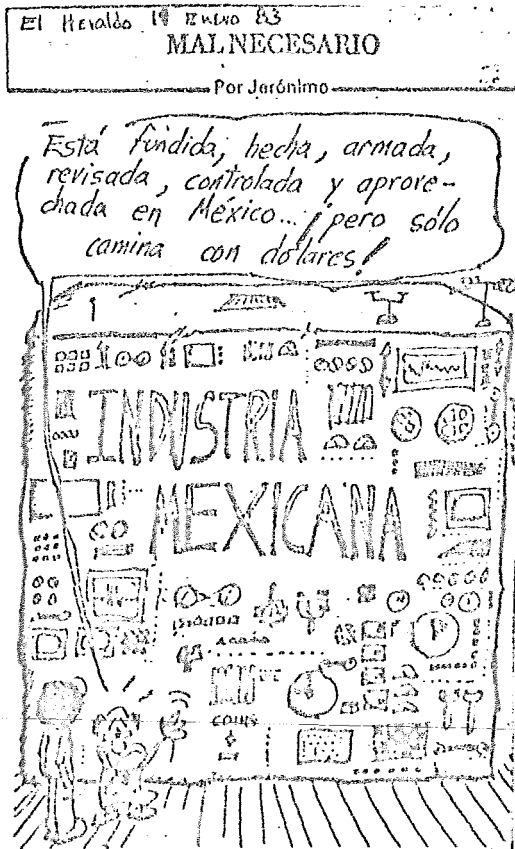 El Heraldo 19 Enero 83
MAL NECESARIO
Por Jerónimo
Está fundida, hecha, armada,
revisada, controlada y aprove-
chada en México... ¡pero sólo
camina con dólares!
INDUSTRIA
MEXICANA